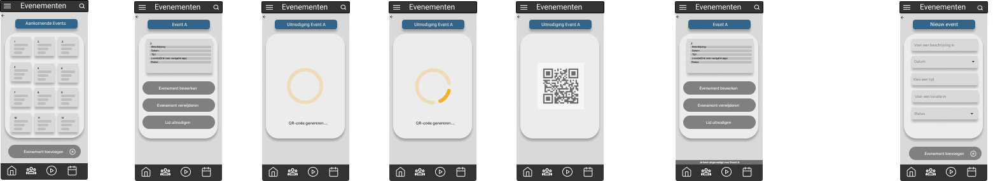 Evenementen
Aankomende Events
1
2
3
4
5
6
7
8
9
10
11
12
Evenement toevoegen
Evenementen
Event A
Beschrijving
Datum
Tijd
Locatie(link naar navigatie app)
Status
Evenement bewerken
Evenement verwijderen
Lid uitnodigen
Evenementen
Uitnodiging Event A
QR-code genereren....
Evenementen
Uitnodiging Event A
QR-code genereren....
Evenementen
Uitnodiging Event A
Evenementen
Event A
Beschrijving
Datum
Tijd
Locatie(link naar navigatie app)
Status
Evenement bewerken
Evenement verwijderen
Lid uitnodigen
Je bent uitgenodigd voor Event A
Evenementen
Nieuw event
Voer een beschrijving in
Datum
Kies een tijd
Voer een locatie in
Status
Evenement toevoegen